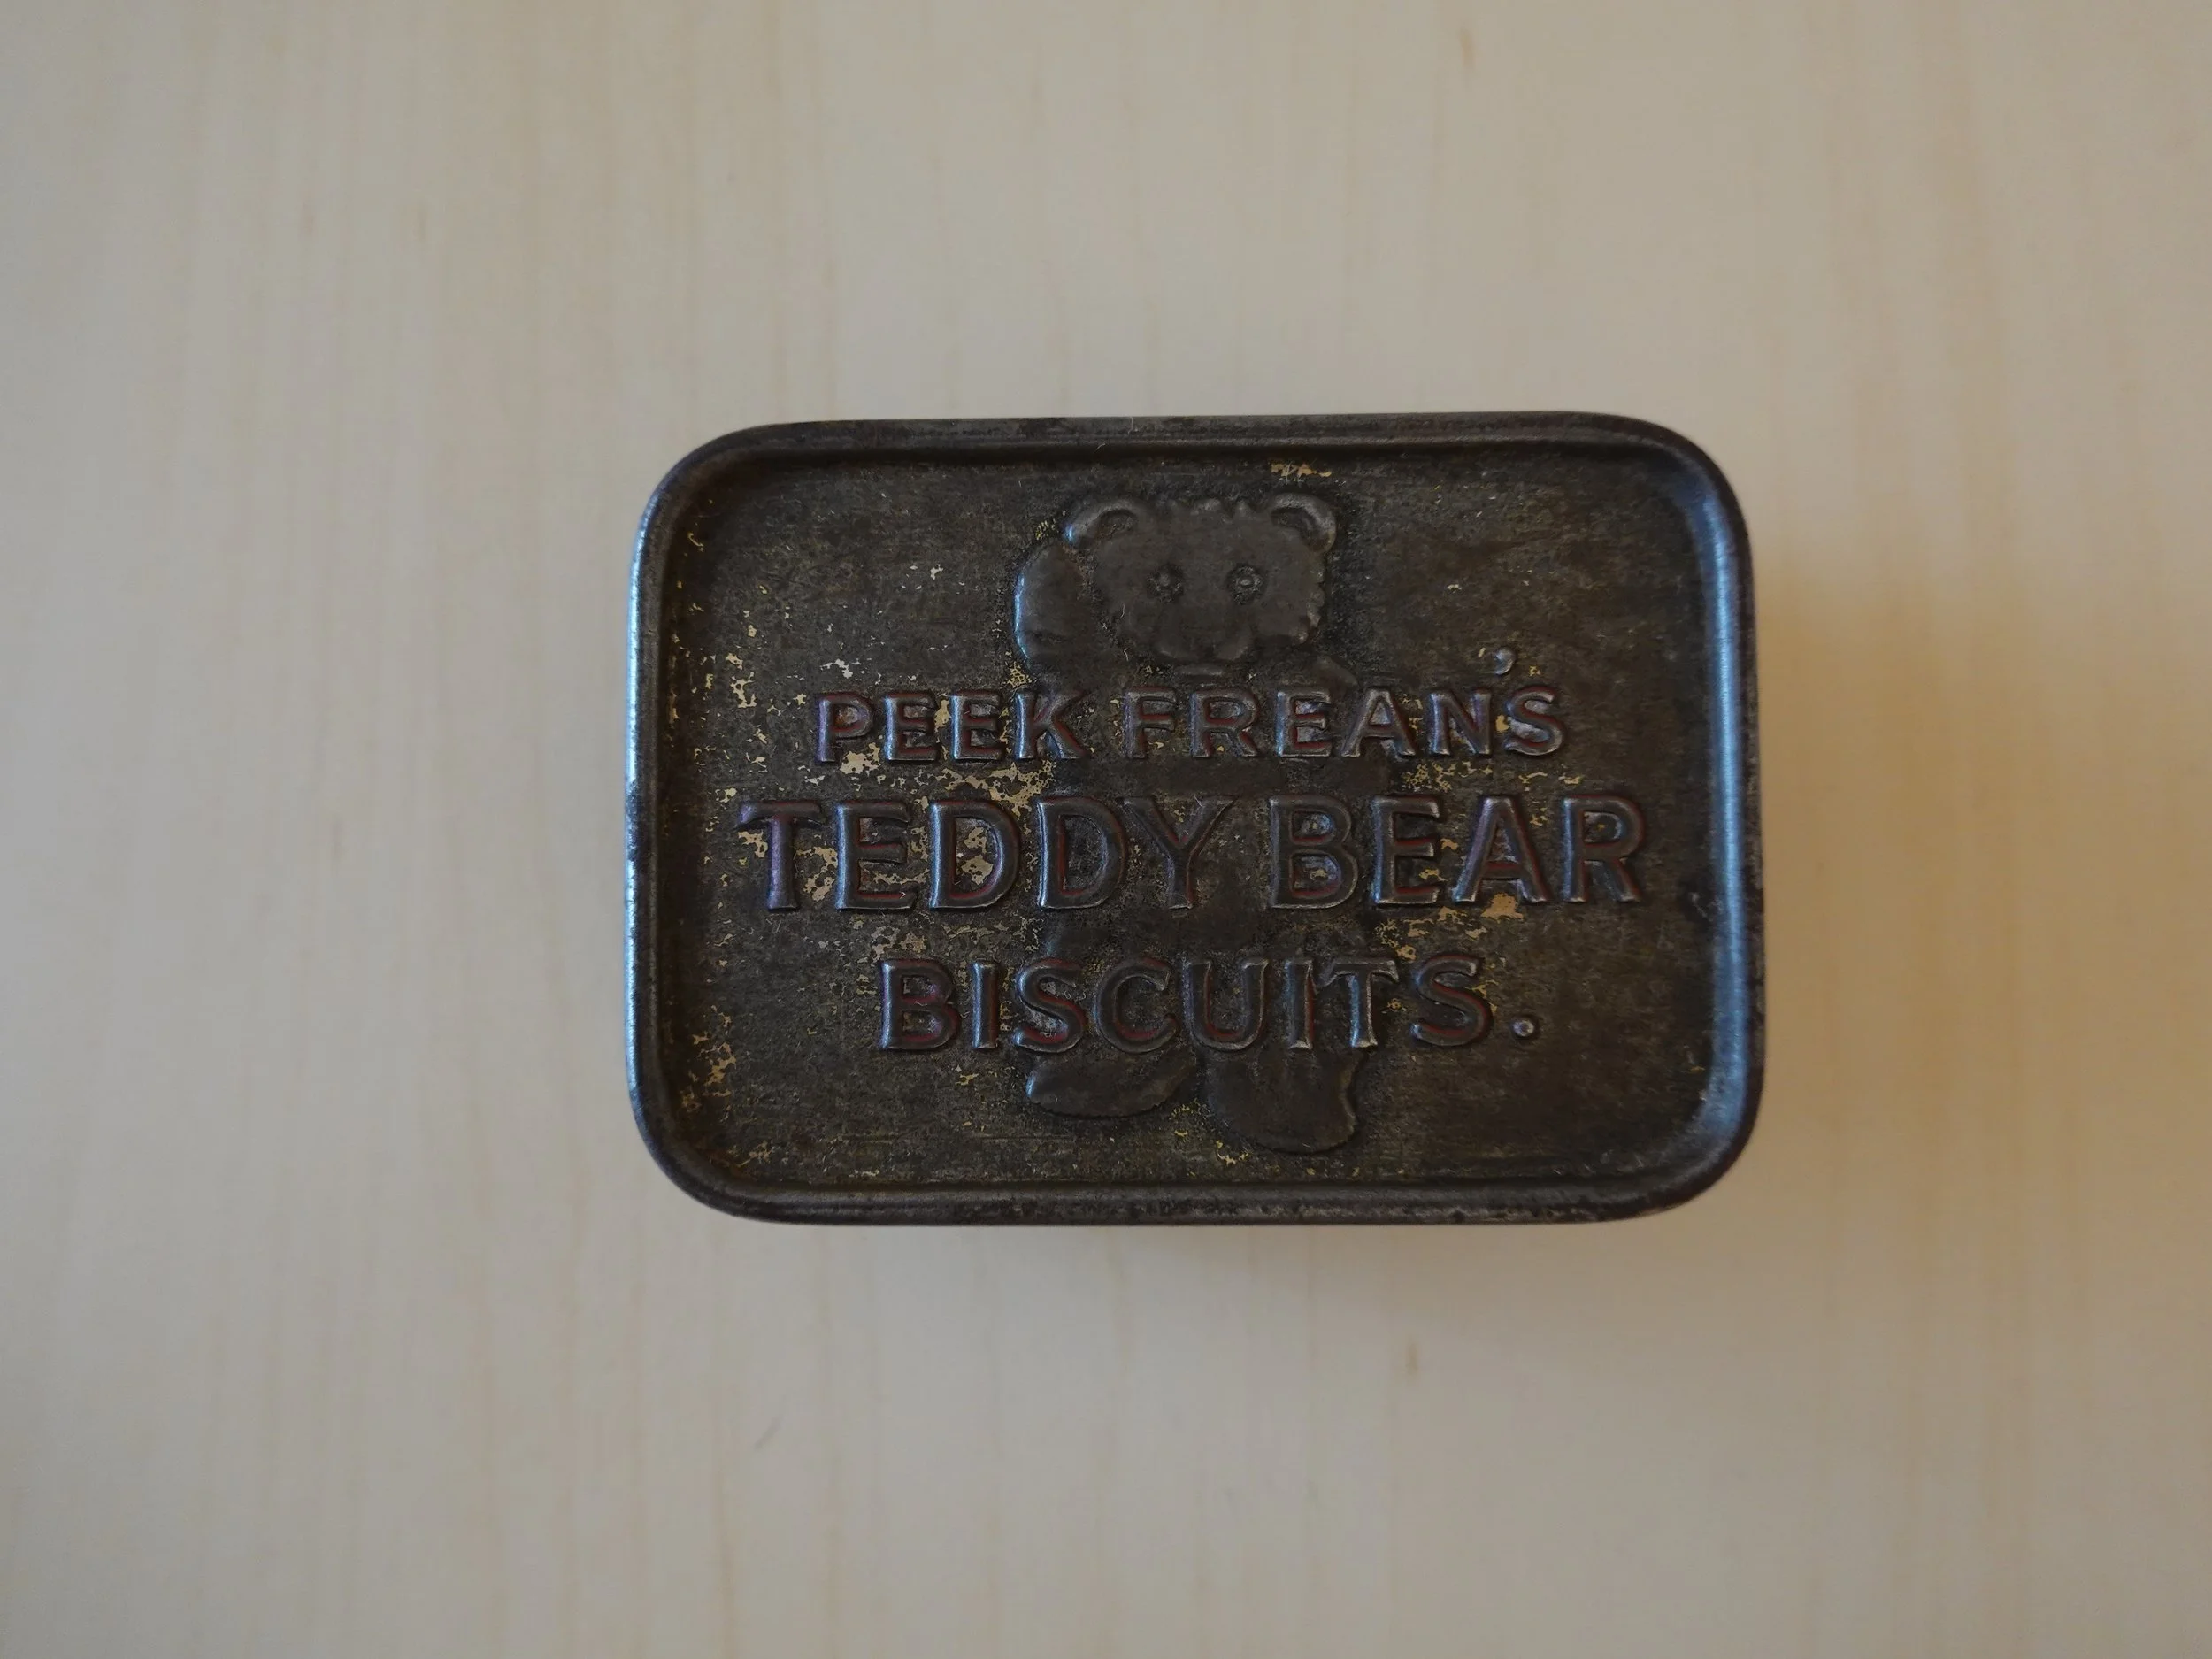 PEEK FREAN'S
TEDDY BEAR
BISCUITS.